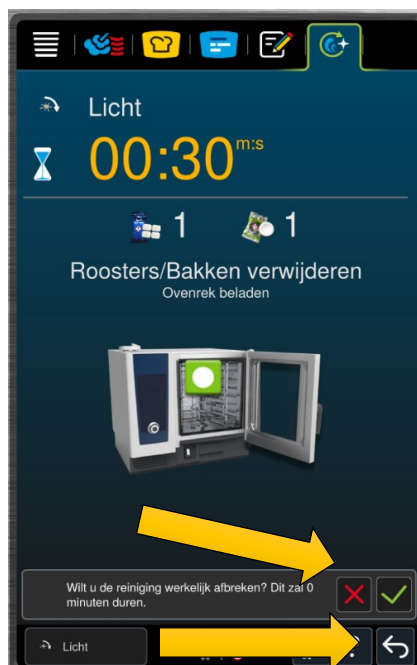 Licht
00:30 m:s
1 1
Roosters/Bakken verwijderen
Ovenrek beladen
Wilt u de reiniging werkelijk afbreken? Dit zal 0
minuten duren.
Licht